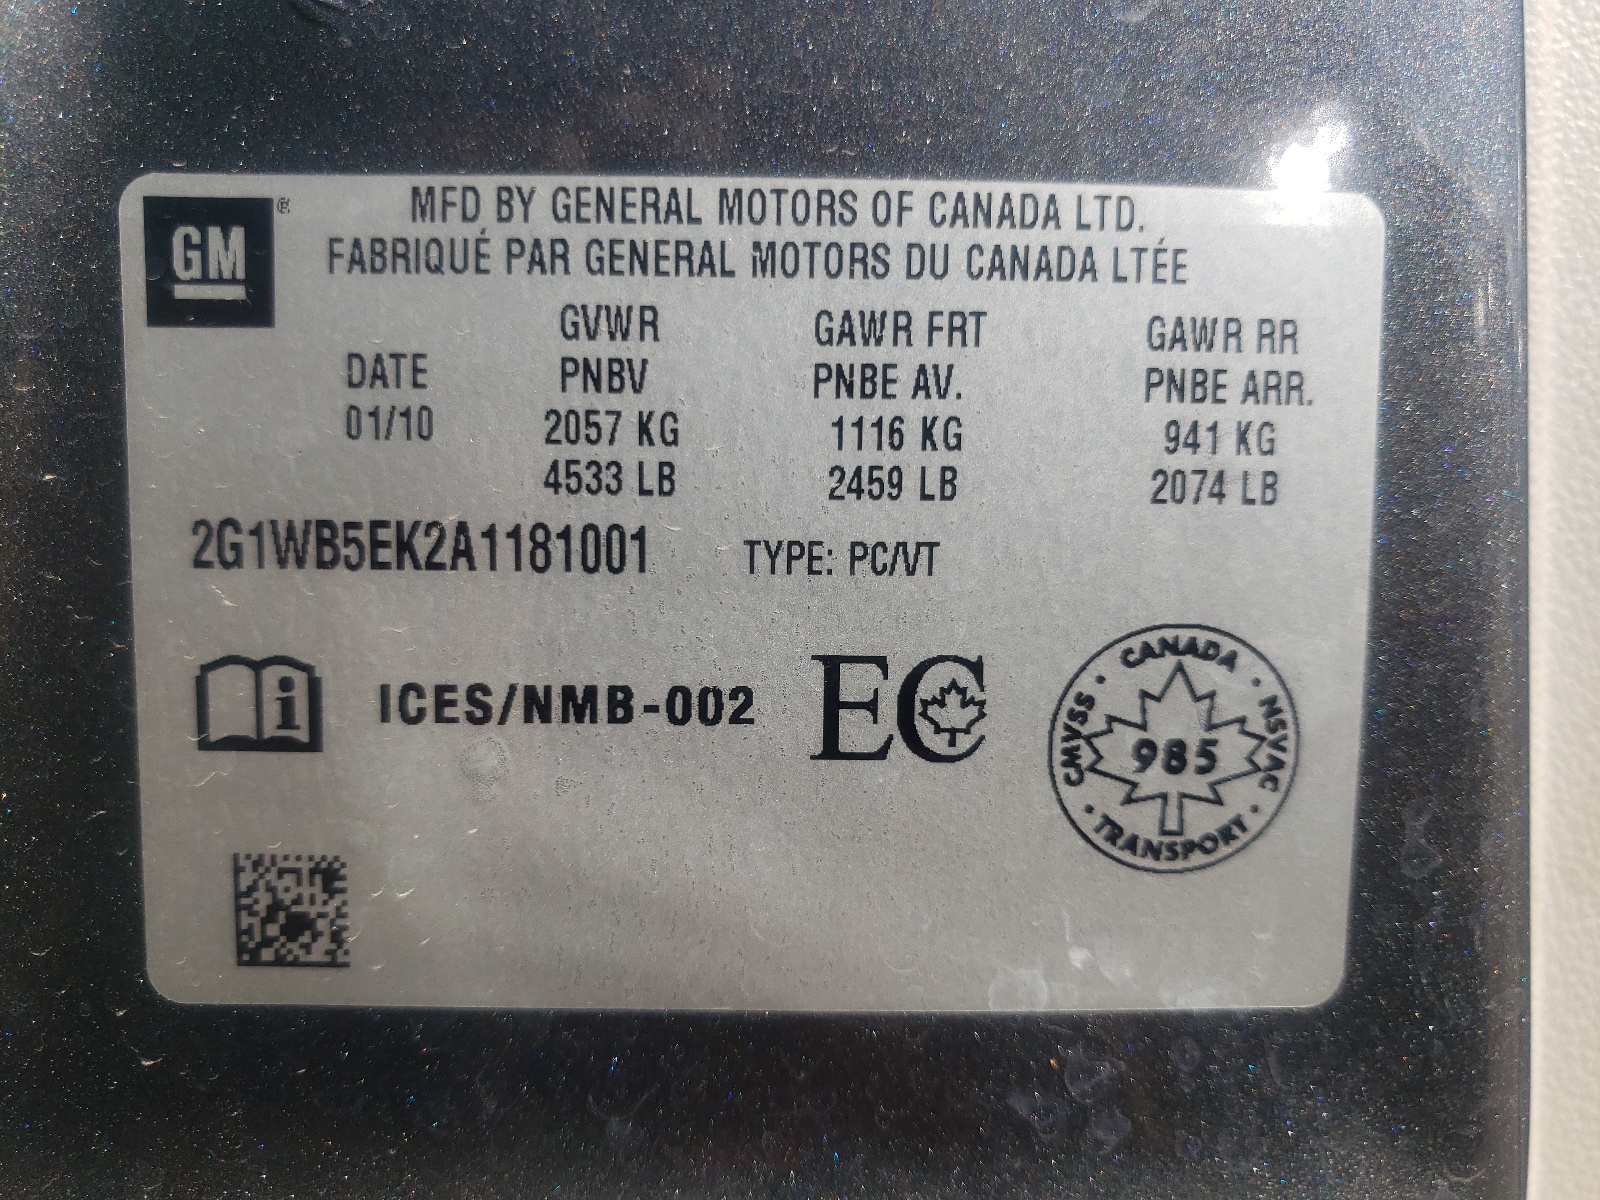 GM ®
MFD BY GENERAL MOTORS OF CANADA LTD.
FABRIQUÉ PAR GENERAL MOTORS DU CANADA LTÉE
GVWR GAWR FRT GAWR RR
DATE PNBV PNBE AV. PNBE ARR.
01/10 2057 KG 1116 KG 941 KG
4533 LB 2459 LB 2074 LB
2G1WB5EK2A1181001 TYPE: PC/VT
i ICES/NMB-002 EC
CANADA · NSVAC · TRANSPORT · CMVSS ·
985